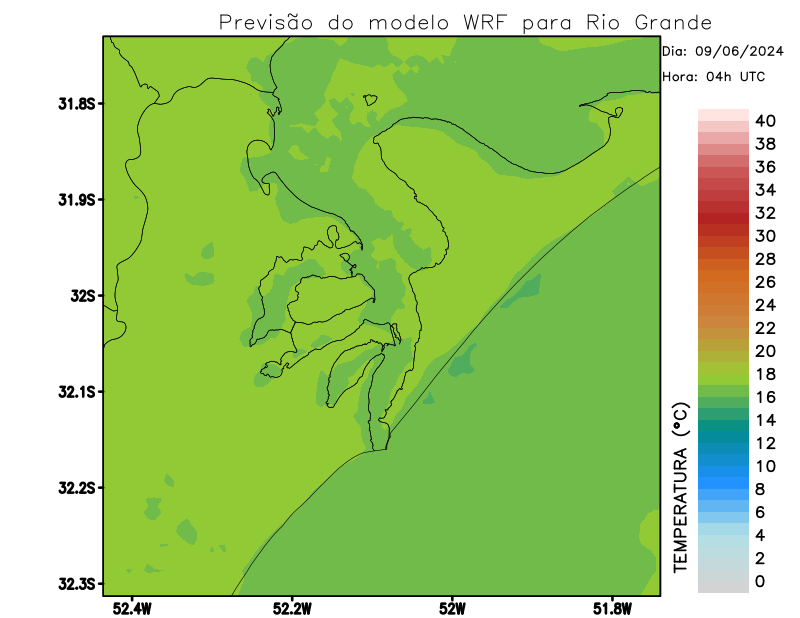 Previsão do modelo WRF para Rio Grande
Dia: 09/06/2024
Hora: 04h UTC
31.8S
31.9S
32S
32.1S
32.2S
32.3S
52.4W
52.2W
52W
51.8W
TEMPERATURA (°C)
40
38
36
34
32
30
28
26
24
22
20
18
16
14
12
10
8
6
4
2
0